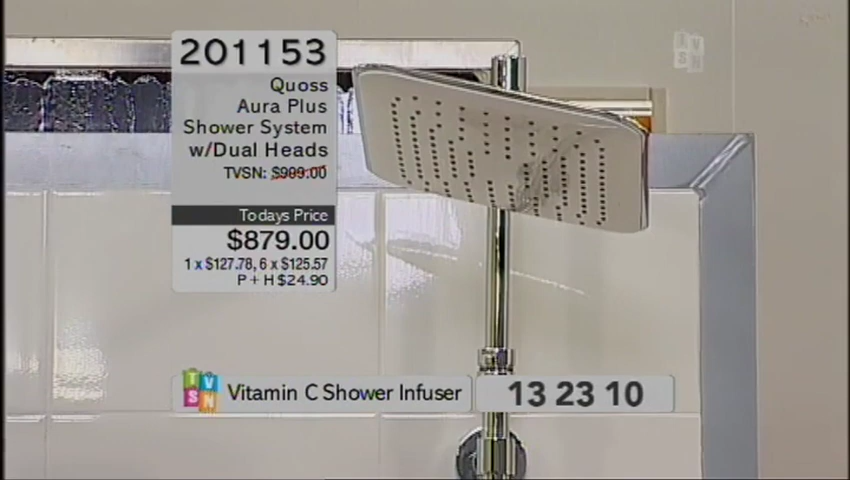 201153
Quoss
Aura Plus
Shower System
w/Dual Heads
TVSN: $999.00
Todays Price
$879.00
1 x $127.78, 6 x $125.57
P + H $24.90
TVSN
TVSN Vitamin C Shower Infuser 13 23 10